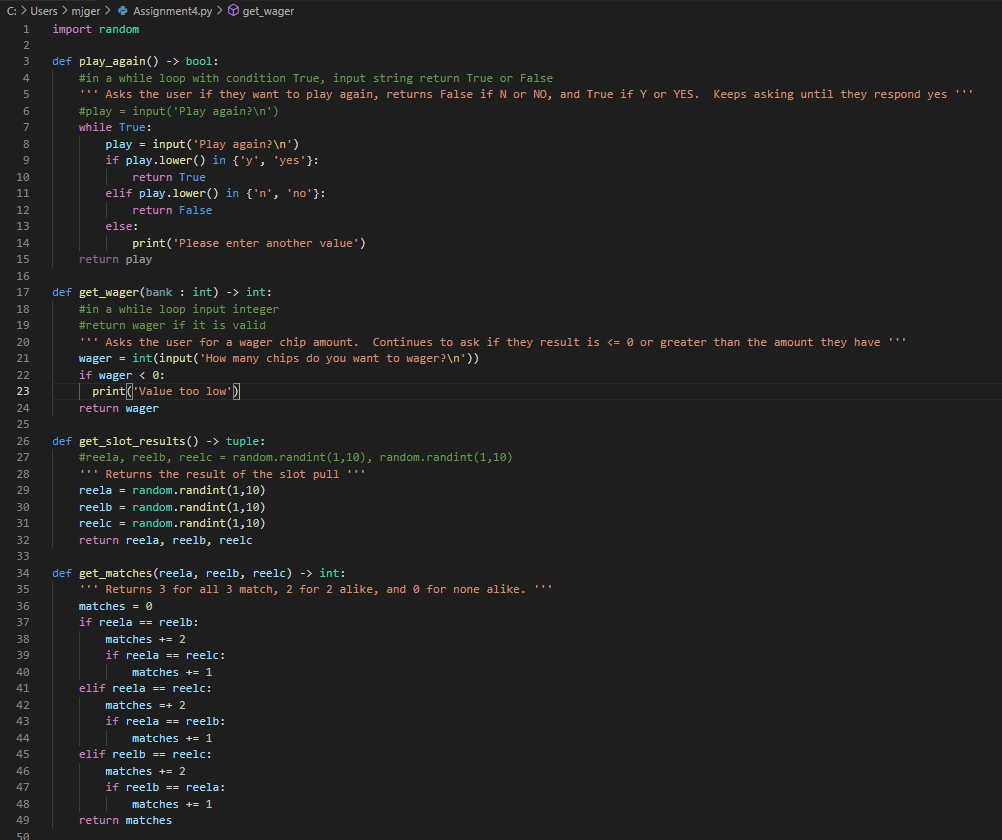 C: > Users > mjger > Assignment4.py > get_wager
1 import random
2
3 def play_again() -> bool:
4     #in a while loop with condition True, input string return True or False
5     ''' Asks the user if they want to play again, returns False if N or NO, and True if Y or YES.  Keeps asking until they respond yes '''
6     #play = input('Play again?\n')
7     while True:
8         play = input('Play again?\n')
9         if play.lower() in {'y', 'yes'}:
10             return True
11         elif play.lower() in {'n', 'no'}:
12             return False
13         else:
14             print('Please enter another value')
15     return play
16
17 def get_wager(bank : int) -> int:
18     #in a while loop input integer
19     #return wager if it is valid
20     ''' Asks the user for a wager chip amount.  Continues to ask if they result is <= 0 or greater than the amount they have '''
21     wager = int(input('How many chips do you want to wager?\n'))
22     if wager < 0:
23       print('Value too low')
24     return wager
25
26 def get_slot_results() -> tuple:
27     #reela, reelb, reelc = random.randint(1,10), random.randint(1,10)
28     ''' Returns the result of the slot pull '''
29     reela = random.randint(1,10)
30     reelb = random.randint(1,10)
31     reelc = random.randint(1,10)
32     return reela, reelb, reelc
33
34 def get_matches(reela, reelb, reelc) -> int:
35     ''' Returns 3 for all 3 match, 2 for 2 alike, and 0 for none alike. '''
36     matches = 0
37     if reela == reelb:
38         matches += 2
39         if reela == reelc:
40             matches += 1
41     elif reela == reelc:
42         matches =+ 2
43         if reela == reelb:
44             matches += 1
45     elif reelb == reelc:
46         matches += 2
47         if reelb == reela:
48             matches += 1
49     return matches
50